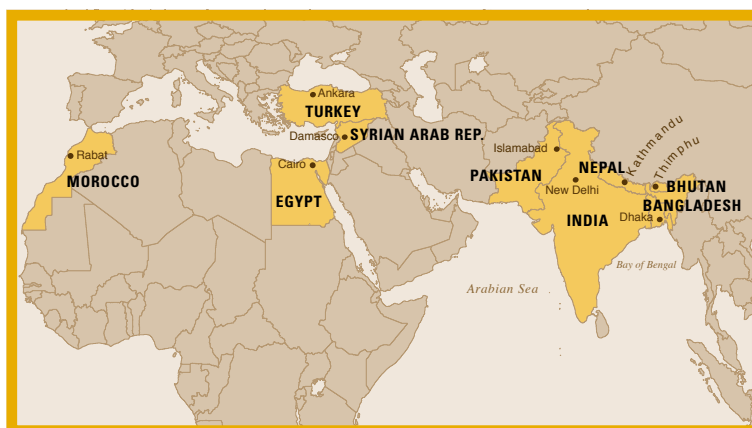 Ankara
TURKEY
Damasco
SYRIAN ARAB REP.
Rabat
MOROCCO
Cairo
EGYPT
Islamabad
PAKISTAN
NEPAL
Kathmandu
Thimphu
New Delhi
BHUTAN
BANGLADESH
INDIA
Dhaka
Bay of Bengal
Arabian Sea